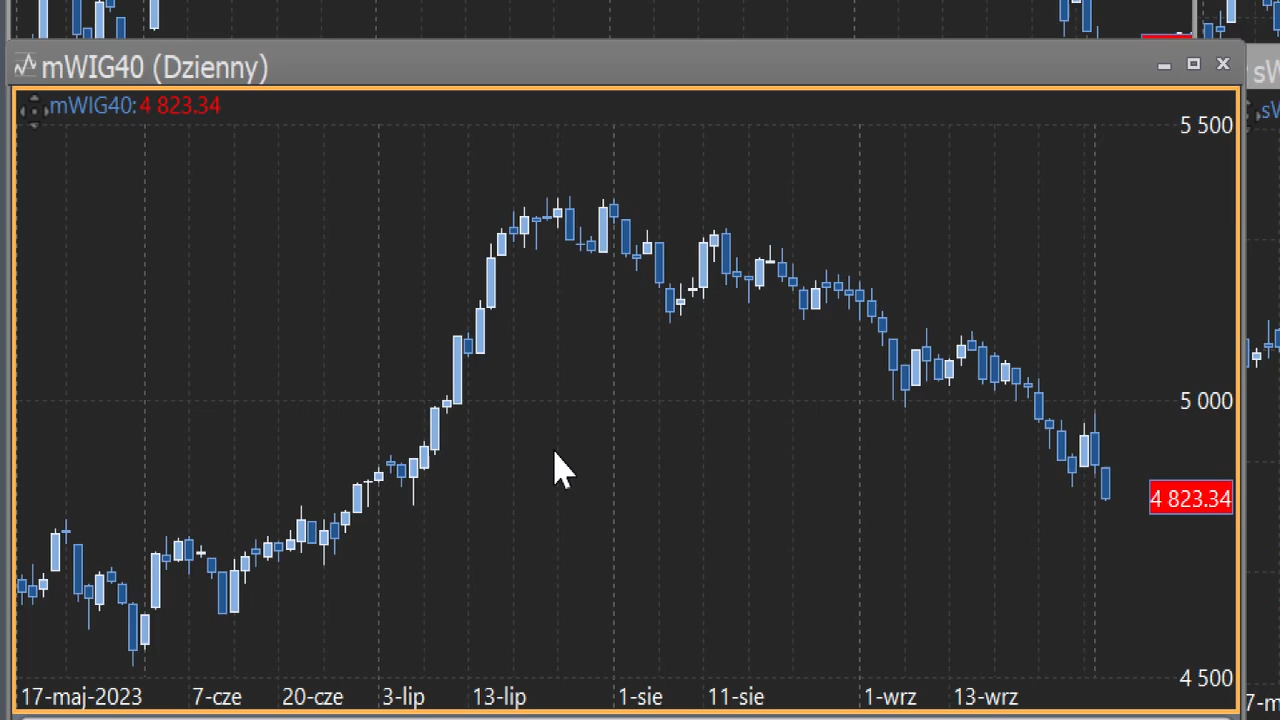 mWIG40 (Dzienny)
mWIG40: 4 823.34
5 500
5 000
4 823.34
4 500
17-maj-2023 7-cze 20-cze 3-lip 13-lip 1-sie 11-sie 1-wrz 13-wrz